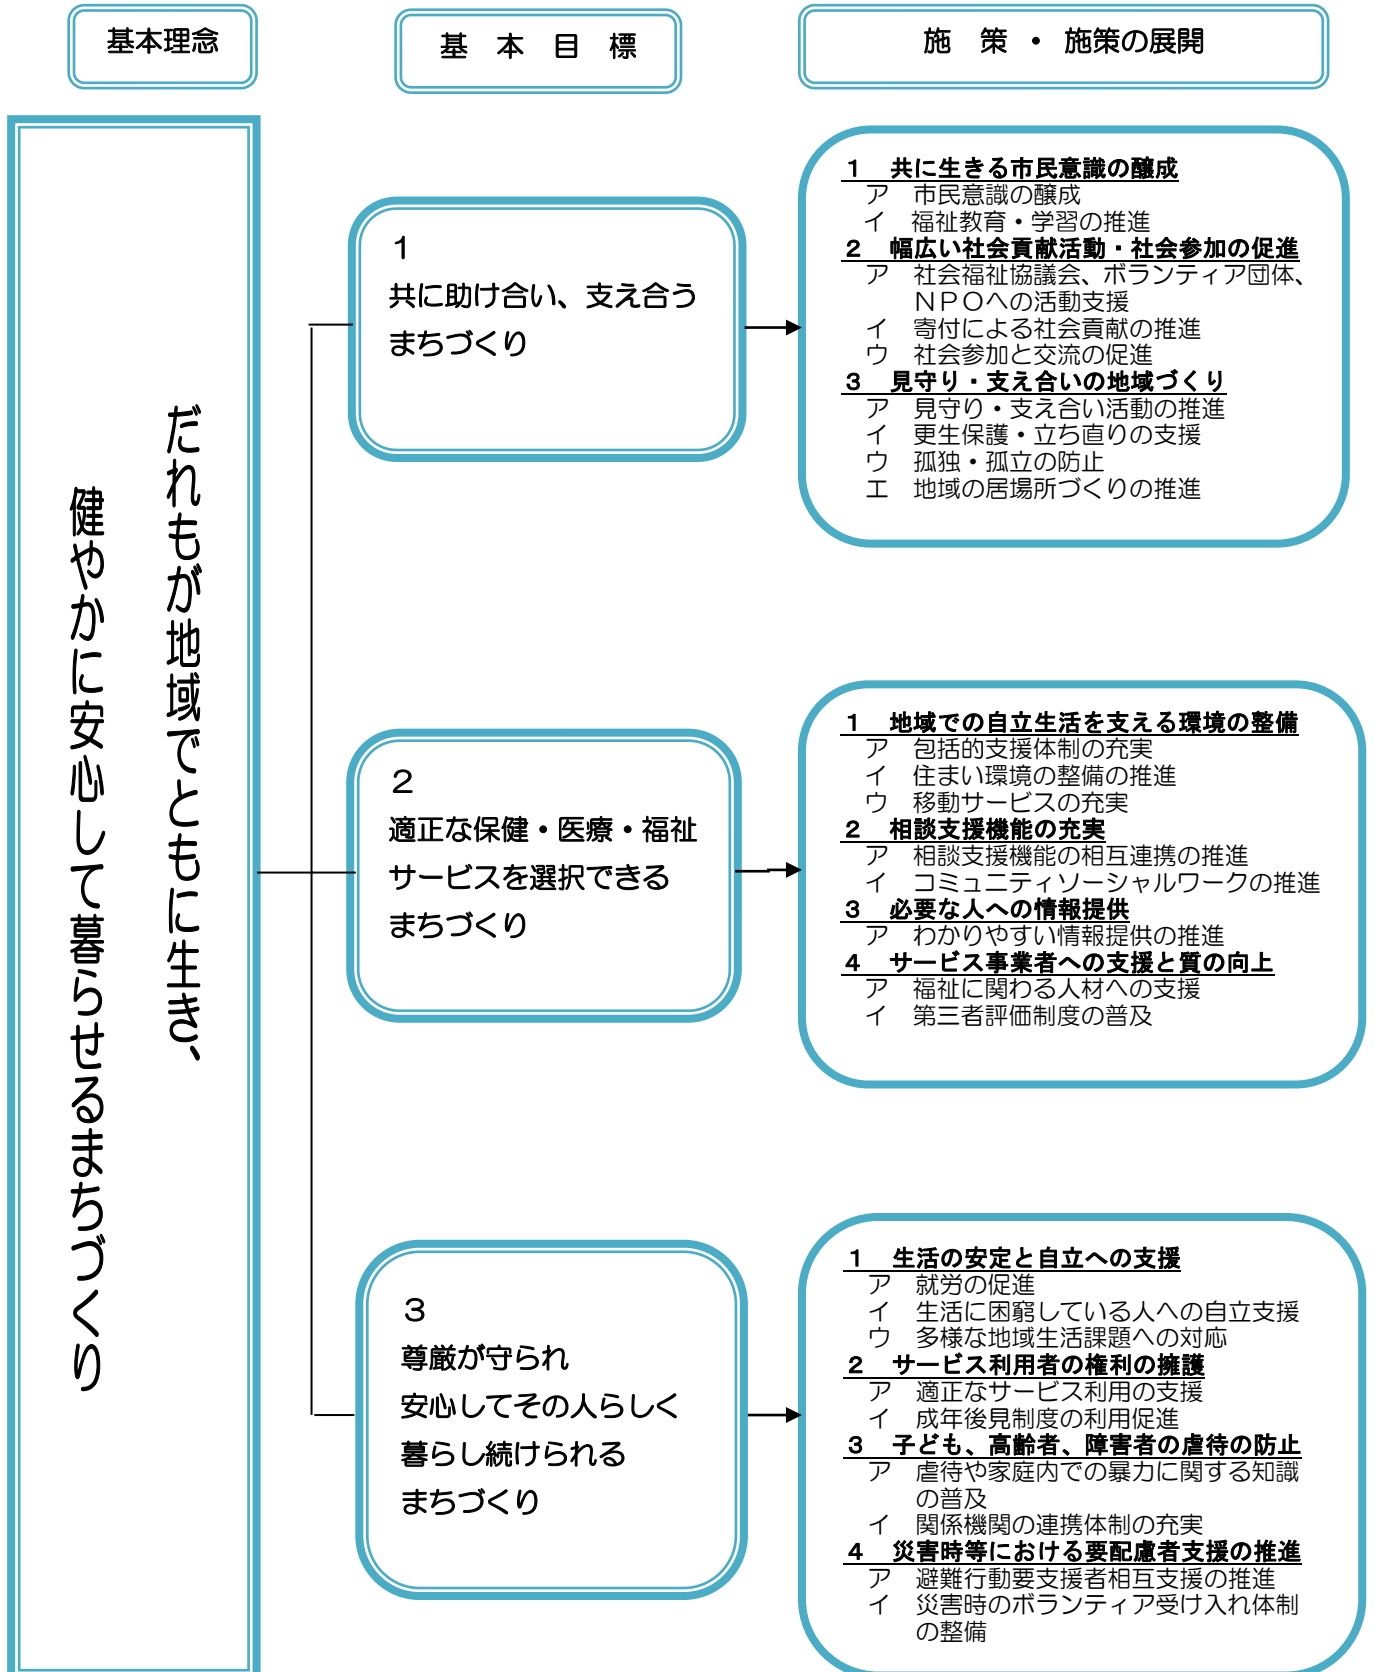 基本理念
基　本　目　標
施　策　・　施策の展開
だれもが地域でともに生き、
健やかに安心して暮らせるまちづくり
１
共に助け合い、支え合う
まちづくり
１　共に生きる市民意識の醸成
ア　市民意識の醸成
イ　福祉教育・学習の推進
２　幅広い社会貢献活動・社会参加の促進
ア　社会福祉協議会、ボランティア団体、
ＮＰＯへの活動支援
イ　寄付による社会貢献の推進
ウ　社会参加と交流の促進
３　見守り・支え合いの地域づくり
ア　見守り・支え合い活動の推進
イ　更生保護・立ち直りの支援
ウ　孤独・孤立の防止
エ　地域の居場所づくりの推進
２
適正な保健・医療・福祉
サービスを選択できる
まちづくり
１　地域での自立生活を支える環境の整備
ア　包括的支援体制の充実
イ　住まい環境の整備の推進
ウ　移動サービスの充実
２　相談支援機能の充実
ア　相談支援機能の相互連携の推進
イ　コミュニティソーシャルワークの推進
３　必要な人への情報提供
ア　わかりやすい情報提供の推進
４　サービス事業者への支援と質の向上
ア　福祉に関わる人材への支援
イ　第三者評価制度の普及
３
尊厳が守られ
安心してその人らしく
暮らし続けられる
まちづくり
１　生活の安定と自立への支援
ア　就労の促進
イ　生活に困窮している人への自立支援
ウ　多様な地域生活課題への対応
２　サービス利用者の権利の擁護
ア　適正なサービス利用の支援
イ　成年後見制度の利用促進
３　子ども、高齢者、障害者の虐待の防止
ア　虐待や家庭内での暴力に関する知識
の普及
イ　関係機関の連携体制の充実
４　災害時等における要配慮者支援の推進
ア　避難行動要支援者相互支援の推進
イ　災害時のボランティア受け入れ体制
の整備